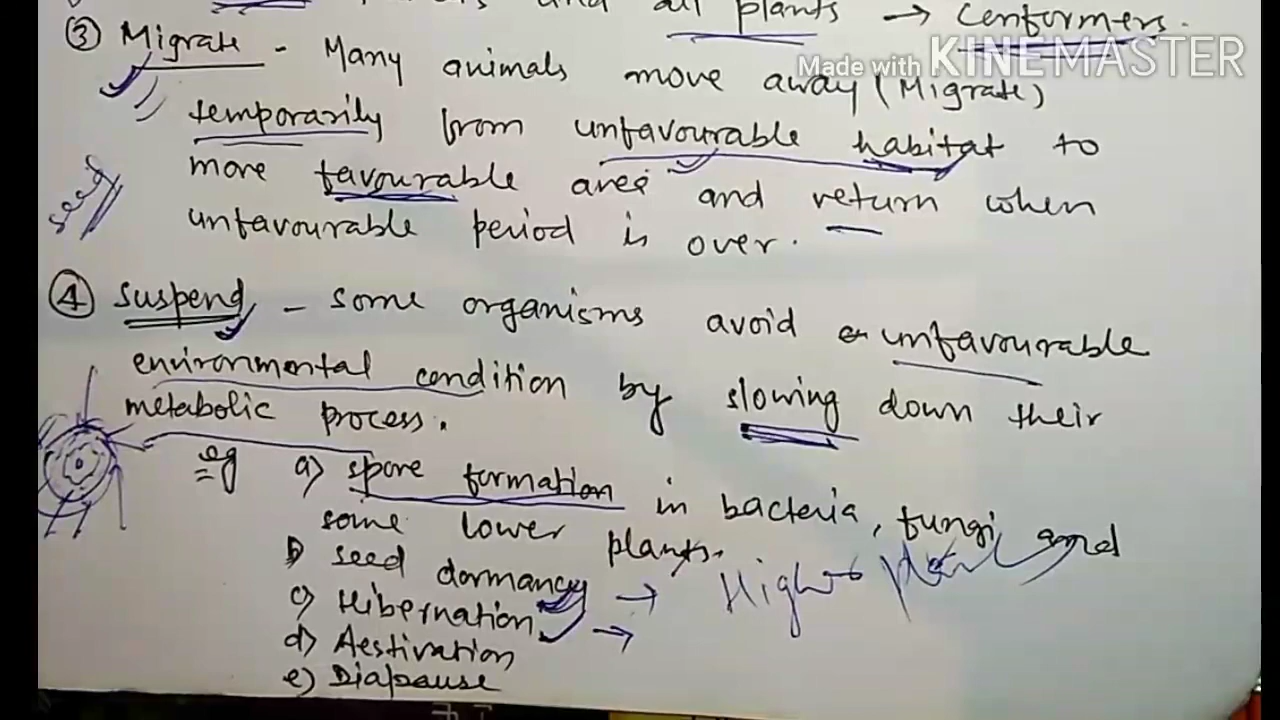 and all plants → Conformers.
Made with KINEMASTER
③ Migrate - Many animals move away (Migrate)
temporarily from unfavourable habitat to
more favourable area and return when
unfavourable period is over.
seed
④ Suspend - Some organisms avoid unfavourable
environmental condition by slowing down their
metabolic process.
eg a) spore formation in bacteria, fungi and
some lower plants.
b) seed dormancy → Higher plant
c) Hibernation →
d) Aestivation
e) Diapause